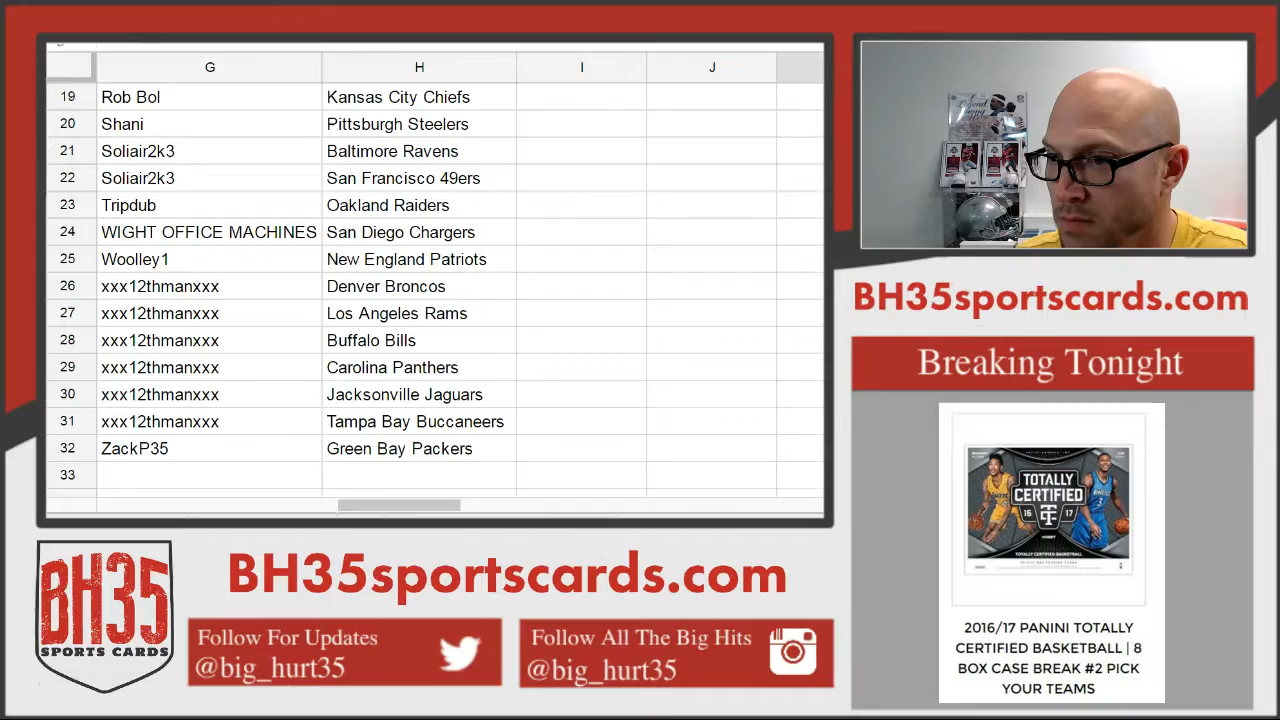 G H I J
19 Rob Bol Kansas City Chiefs
20 Shani Pittsburgh Steelers
21 Soliair2k3 Baltimore Ravens
22 Soliair2k3 San Francisco 49ers
23 Tripdub Oakland Raiders
24 WIGHT OFFICE MACHINES San Diego Chargers
25 Woolley1 New England Patriots
26 xxx12thmanxxx Denver Broncos
27 xxx12thmanxxx Los Angeles Rams
28 xxx12thmanxxx Buffalo Bills
29 xxx12thmanxxx Carolina Panthers
30 xxx12thmanxxx Jacksonville Jaguars
31 xxx12thmanxxx Tampa Bay Buccaneers
32 ZackP35 Green Bay Packers
33
BH35sportscards.com
Breaking Tonight
TOTALLY
CERTIFIED
16 17
HOBBY
TOTALLY CERTIFIED BASKETBALL
2016/17 PANINI TOTALLY
CERTIFIED BASKETBALL | 8
BOX CASE BREAK #2 PICK
YOUR TEAMS
BH35
SPORTS CARDS
BH35sportscards.com
Follow For Updates
@big_hurt35
Follow All The Big Hits
@big_hurt35